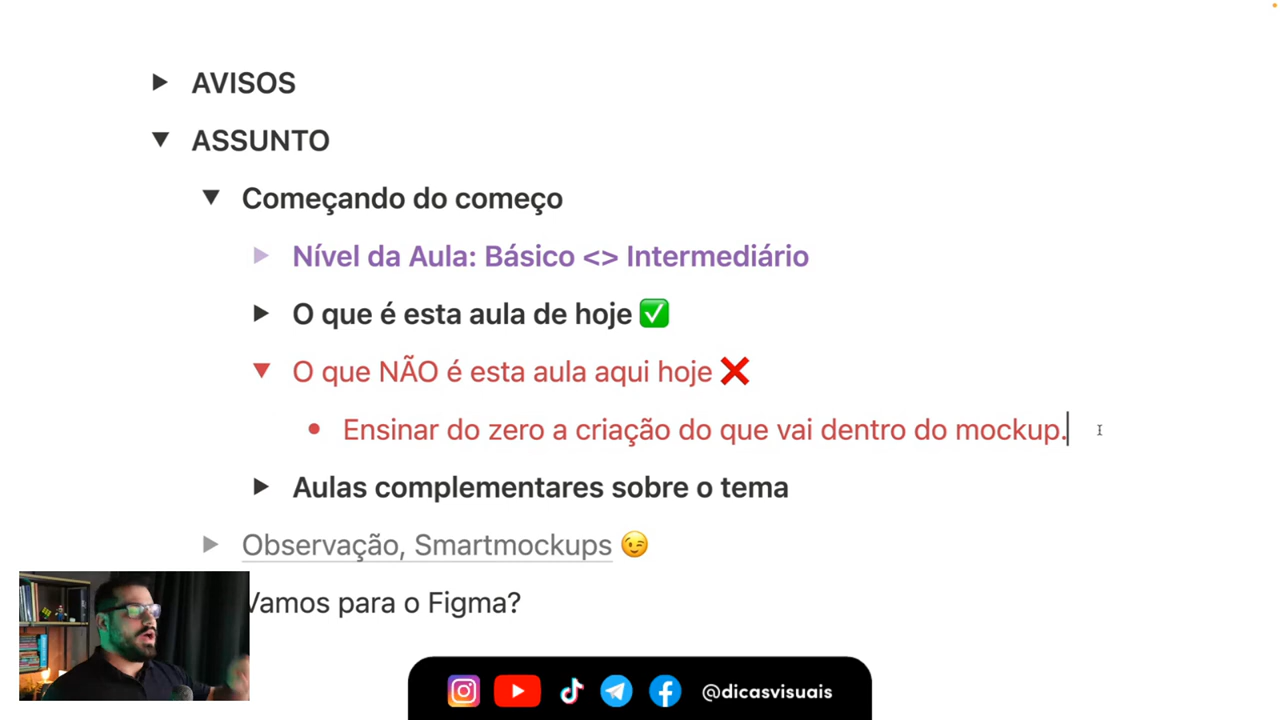 AVISOS
ASSUNTO
Começando do começo
Nível da Aula: Básico <> Intermediário
O que é esta aula de hoje ✅
O que NÃO é esta aula aqui hoje ❌
Ensinar do zero a criação do que vai dentro do mockup.
Aulas complementares sobre o tema
Observação, Smartmockups 😉
Vamos para o Figma?
@dicasvisuais